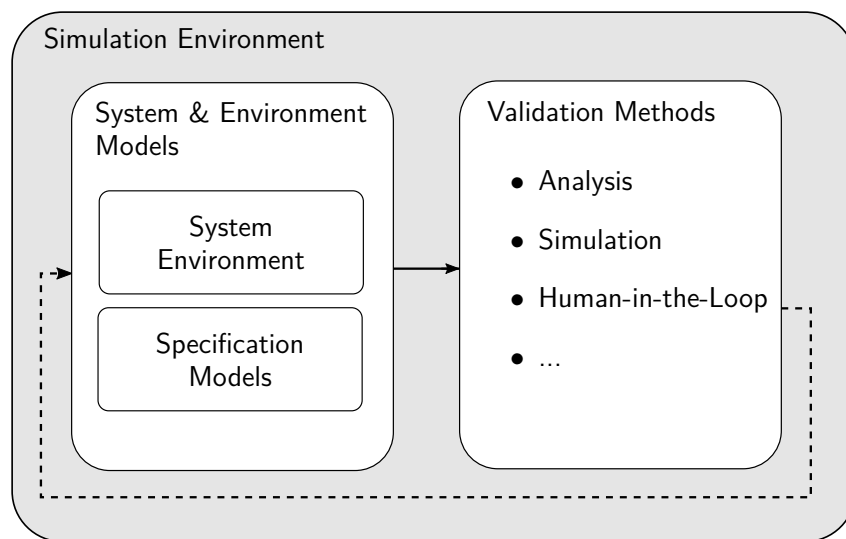 Simulation Environment
System & Environment
Models
System
Environment
Specification
Models
Validation Methods
• Analysis
• Simulation
• Human-in-the-Loop
• ...